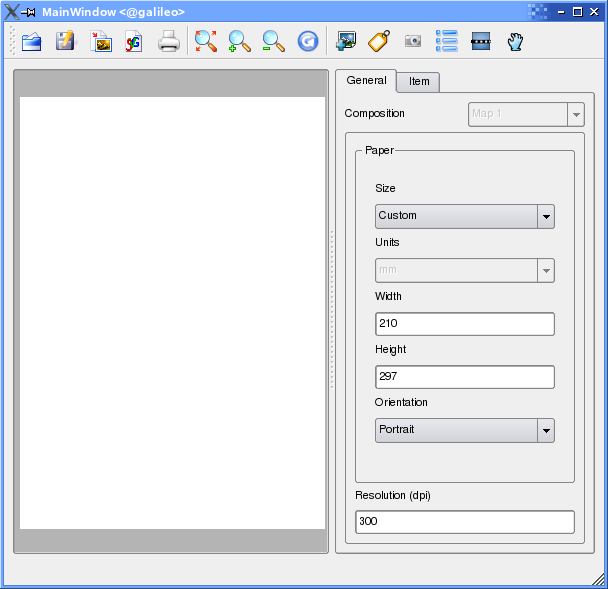 MainWindow <@galileo>
General
Item
Composition
Map 1
Paper
Size
Custom
Units
mm
Width
210
Height
297
Orientation
Portrait
Resolution (dpi)
300